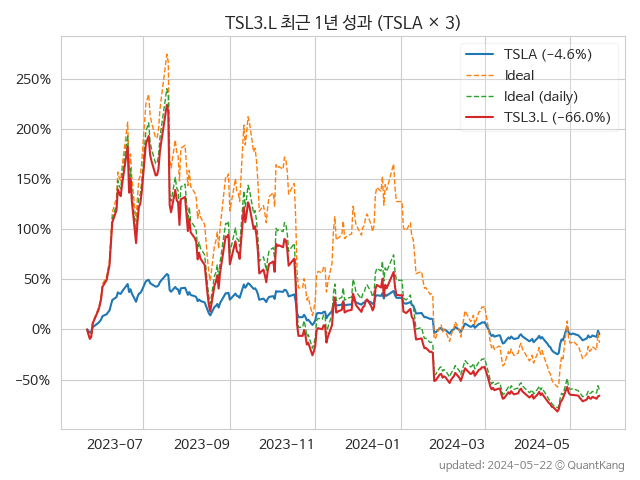 TSL3.L 최근 1년 성과 (TSLA × 3)
TSLA (−4.6%)
Ideal
Ideal (daily)
TSL3.L (−66.0%)
250%
200%
150%
100%
50%
0%
−50%
2023-07
2023-09
2023-11
2024-01
2024-03
2024-05
updated: 2024-05-22 ⓒ QuantKang